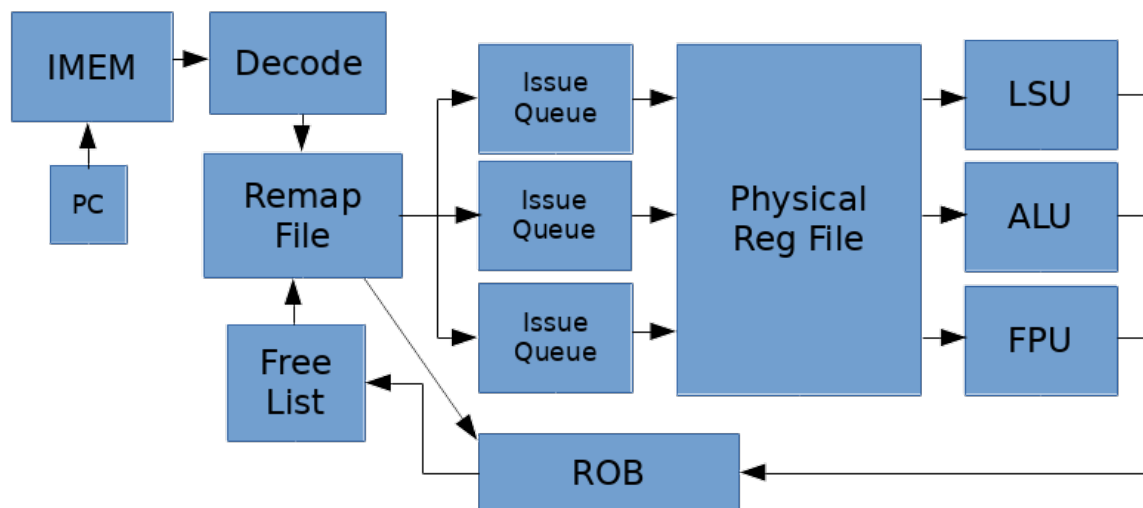 IMEM
Decode
PC
Remap
File
Free
List
Issue
Queue
Issue
Queue
Issue
Queue
Physical
Reg File
LSU
ALU
FPU
ROB